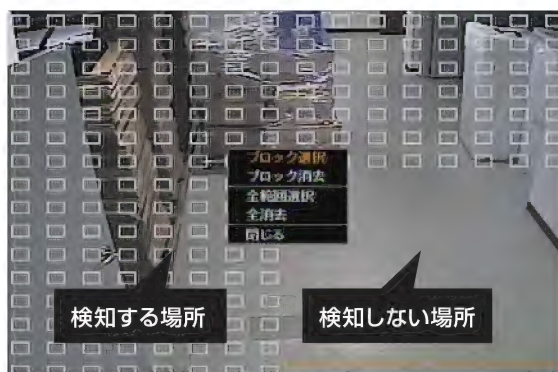 ブロック選択
ブロック消去
全範囲選択
全消去
閉じる
検知する場所
検知しない場所